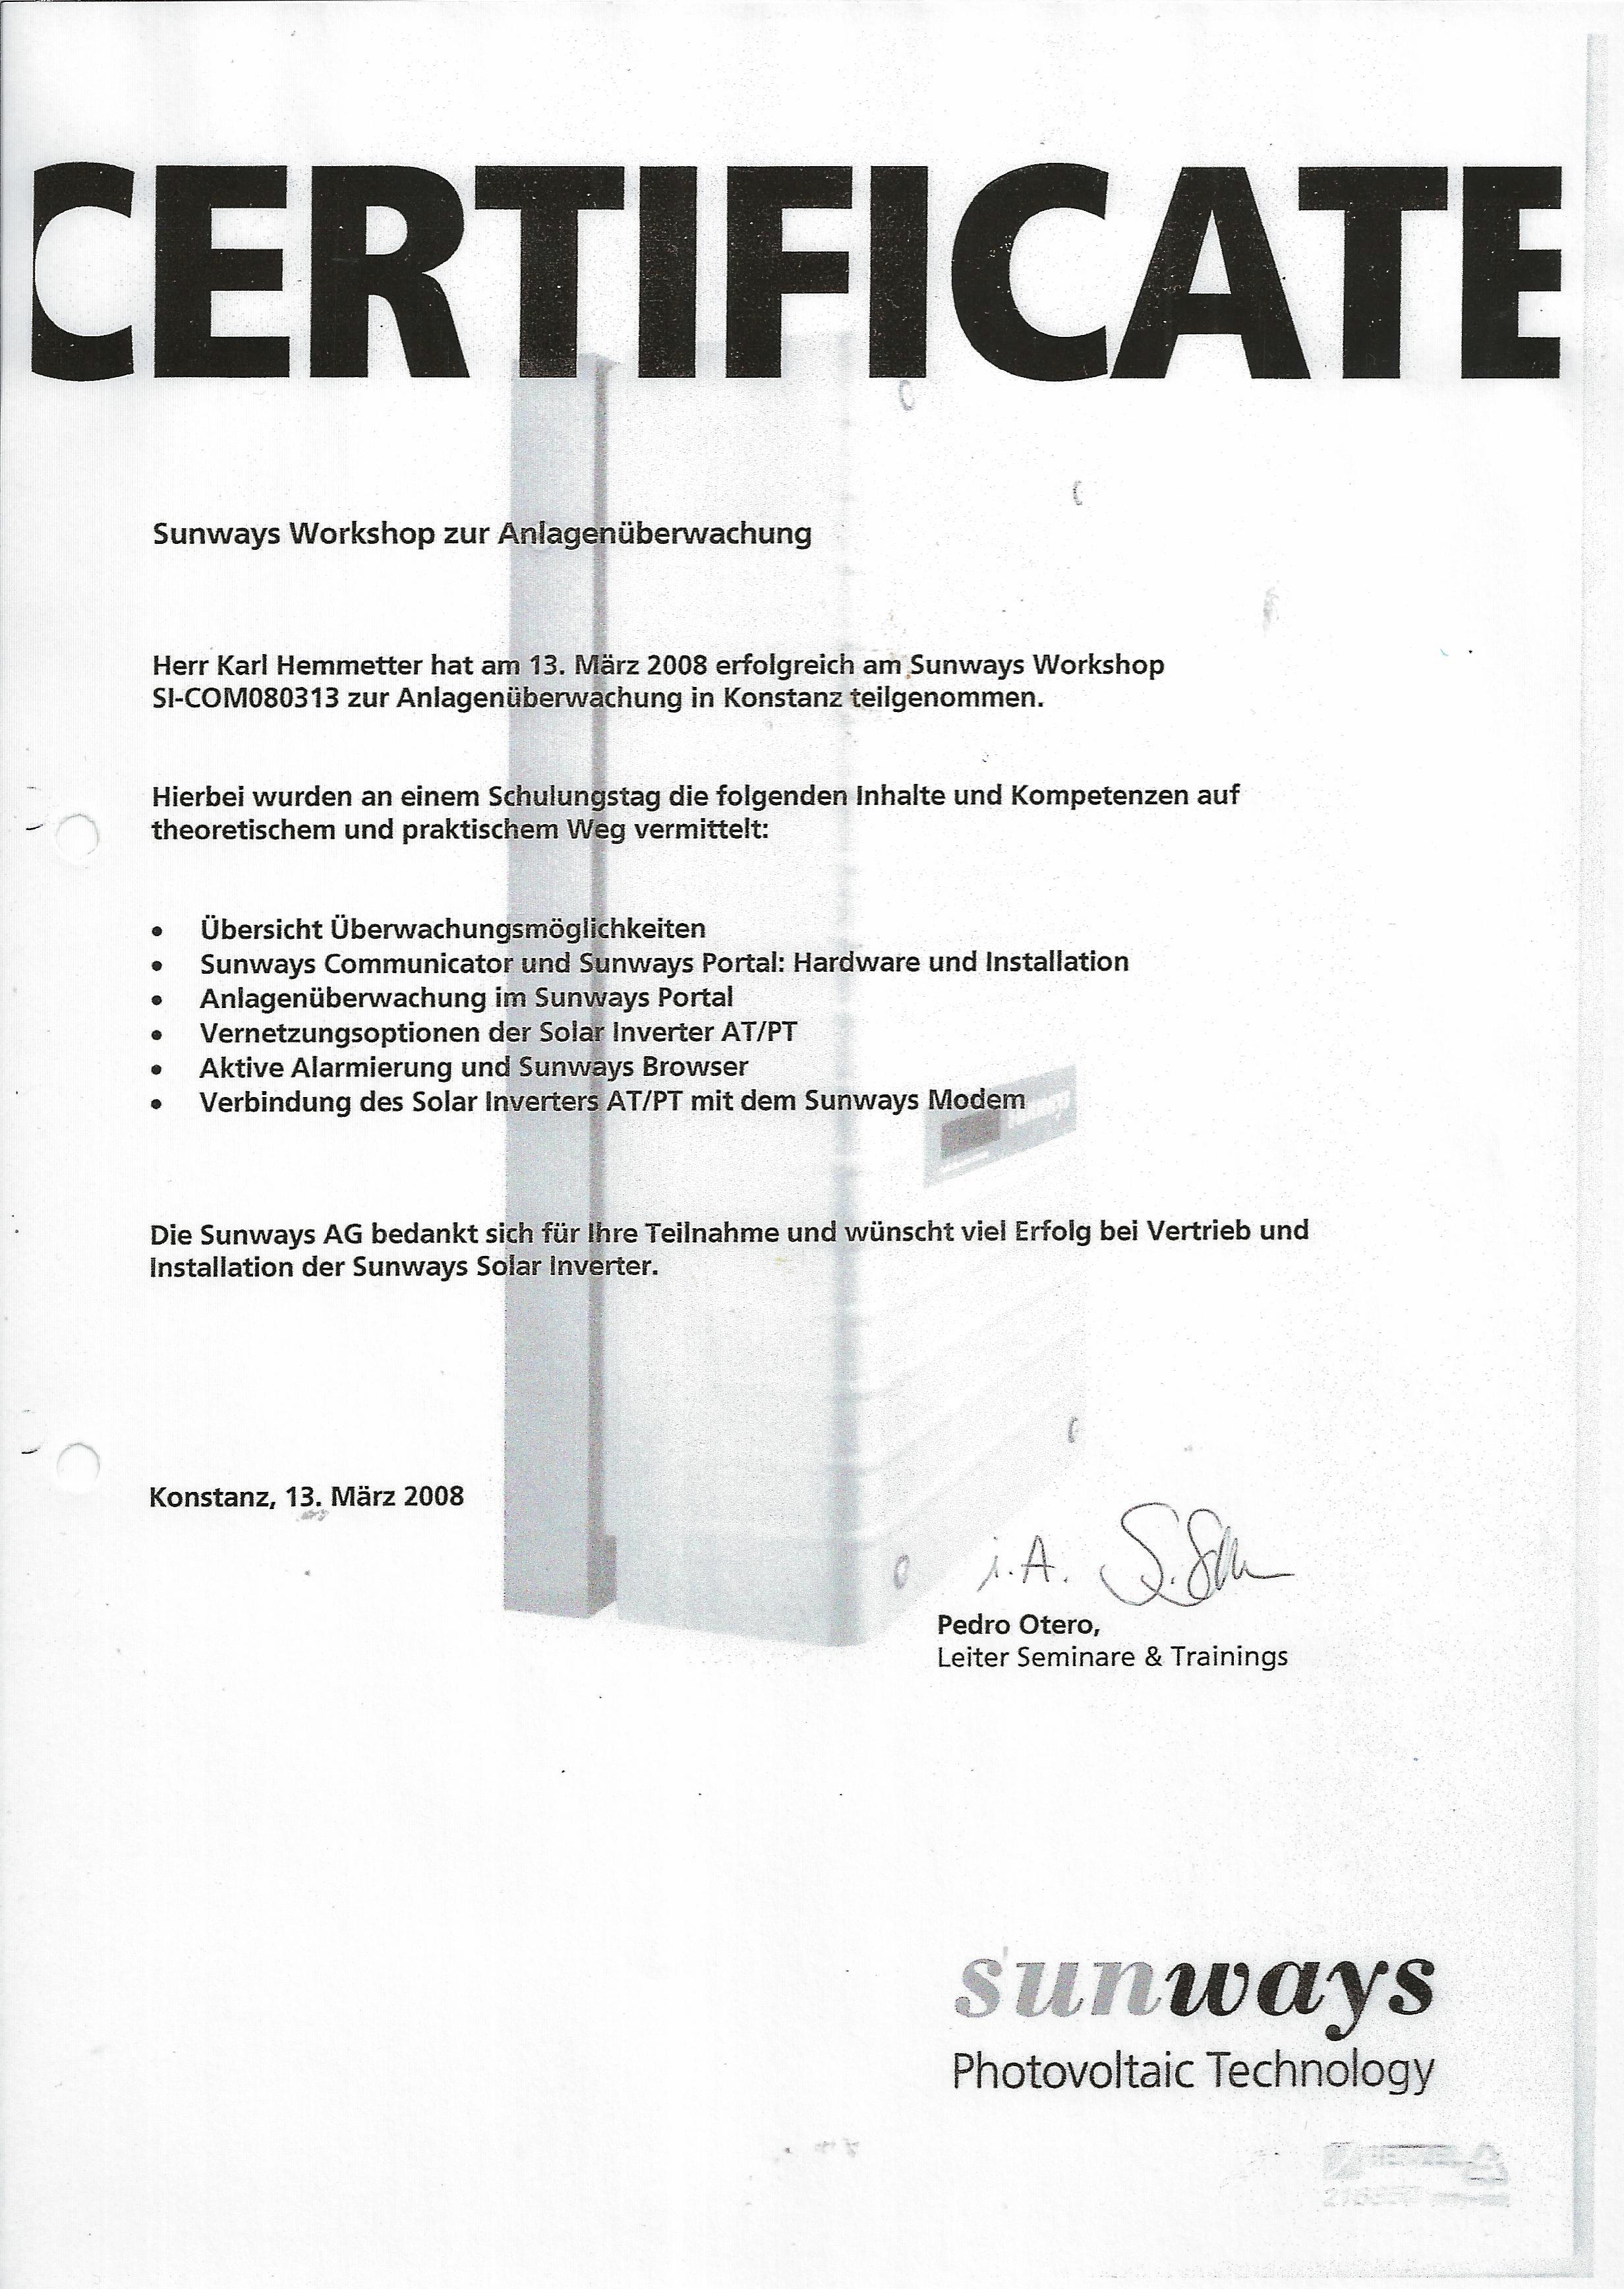 CERTIFICATE
Sunways Workshop zur Anlagenüberwachung
Herr Karl Hemmetter hat am 13. März 2008 erfolgreich am Sunways Workshop
SI-COM080313 zur Anlagenüberwachung in Konstanz teilgenommen.
Hierbei wurden an einem Schulungstag die folgenden Inhalte und Kompetenzen auf
theoretischem und praktischem Weg vermittelt:
• Übersicht Überwachungsmöglichkeiten
• Sunways Communicator und Sunways Portal: Hardware und Installation
• Anlagenüberwachung im Sunways Portal
• Vernetzungsoptionen der Solar Inverter AT/PT
• Aktive Alarmierung und Sunways Browser
• Verbindung des Solar Inverters AT/PT mit dem Sunways Modem
Die Sunways AG bedankt sich für Ihre Teilnahme und wünscht viel Erfolg bei Vertrieb und
Installation der Sunways Solar Inverter.
Konstanz, 13. März 2008
i.A.
Pedro Otero,
Leiter Seminare & Trainings
sunways
Photovoltaic Technology